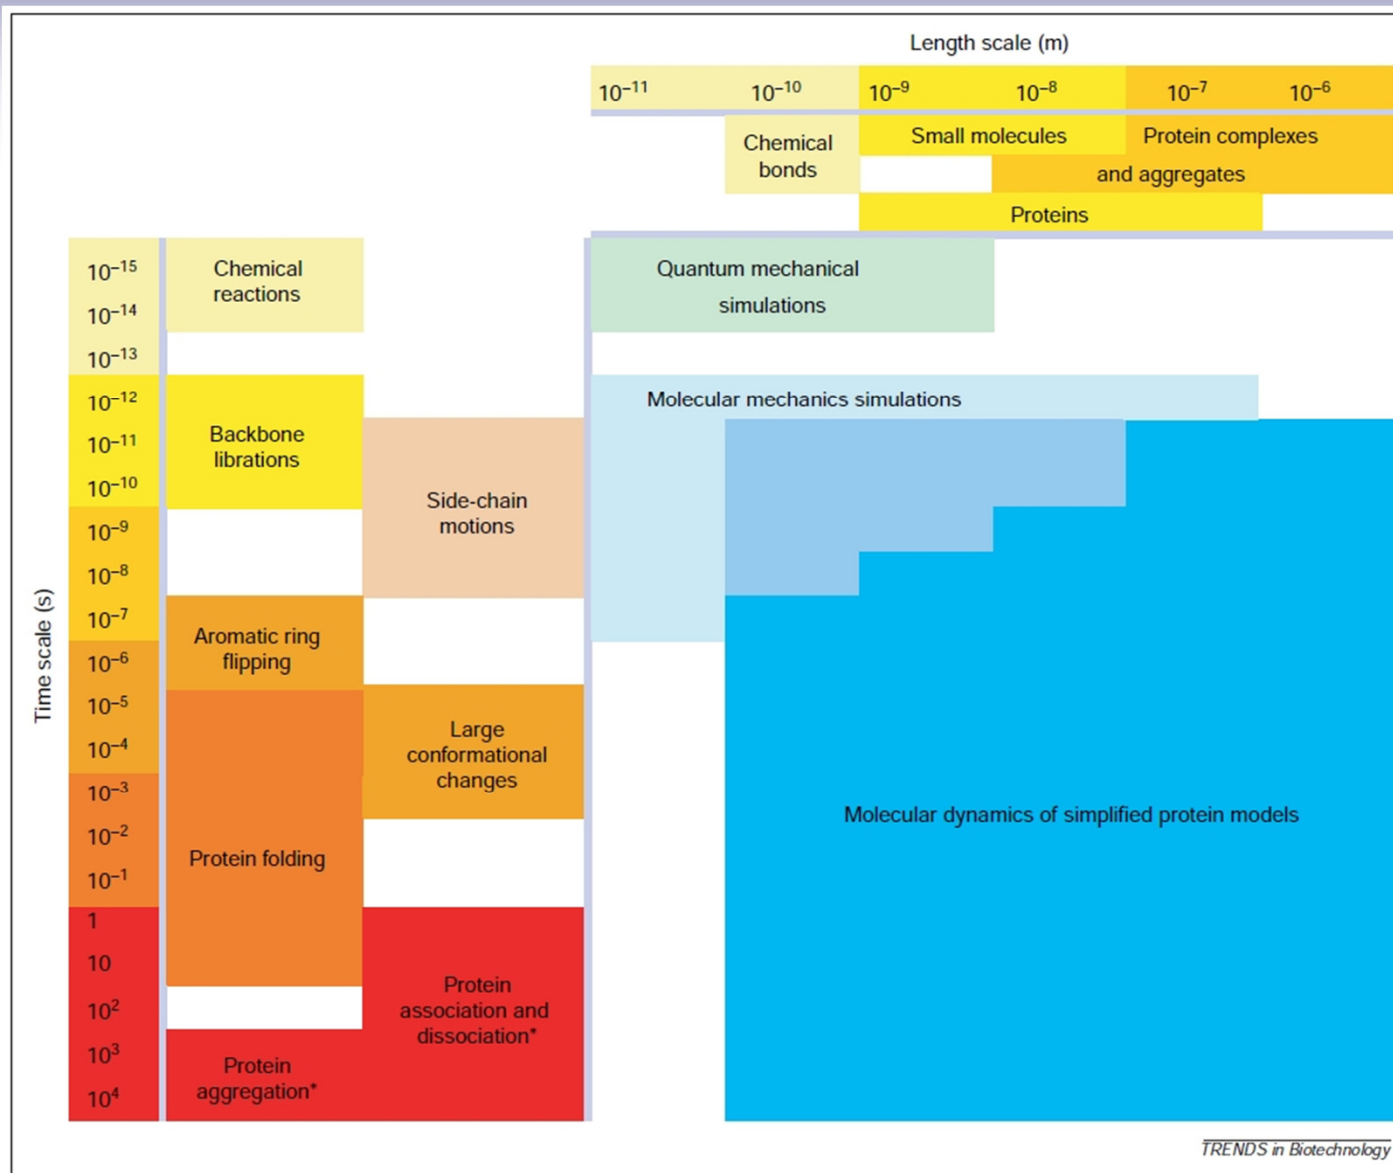 Length scale (m)
10⁻¹¹ 10⁻¹⁰ 10⁻⁹ 10⁻⁸ 10⁻⁷ 10⁻⁶
Chemical
bonds
Small molecules
Protein complexes
and aggregates
Proteins
Time scale (s)
10⁻¹⁵
10⁻¹⁴
10⁻¹³
10⁻¹²
10⁻¹¹
10⁻¹⁰
10⁻⁹
10⁻⁸
10⁻⁷
10⁻⁶
10⁻⁵
10⁻⁴
10⁻³
10⁻²
10⁻¹
1
10
10²
10³
10⁴
Chemical
reactions
Backbone
librations
Aromatic ring
flipping
Protein folding
Protein
aggregation*
Side-chain
motions
Large
conformational
changes
Protein
association and
dissociation*
Quantum mechanical
simulations
Molecular mechanics simulations
Molecular dynamics of simplified protein models
TRENDS in Biotechnology